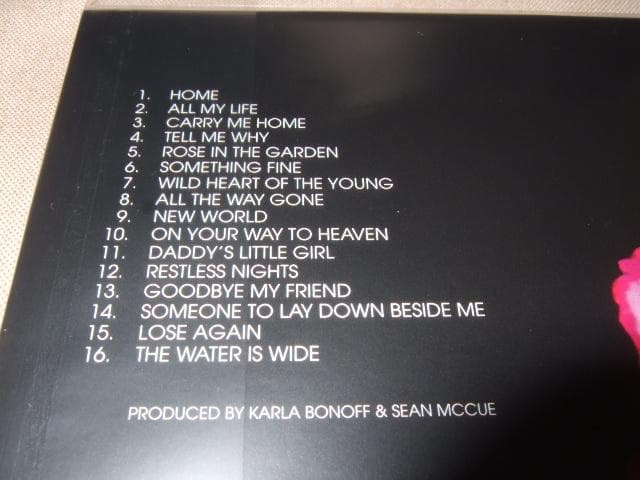 1. HOME
2. ALL MY LIFE
3. CARRY ME HOME
4. TELL ME WHY
5. ROSE IN THE GARDEN
6. SOMETHING FINE
7. WILD HEART OF THE YOUNG
8. ALL THE WAY GONE
9. NEW WORLD
10. ON YOUR WAY TO HEAVEN
11. DADDY'S LITTLE GIRL
12. RESTLESS NIGHTS
13. GOODBYE MY FRIEND
14. SOMEONE TO LAY DOWN BESIDE ME
15. LOSE AGAIN
16. THE WATER IS WIDE
PRODUCED BY KARLA BONOFF & SEAN MCCUE